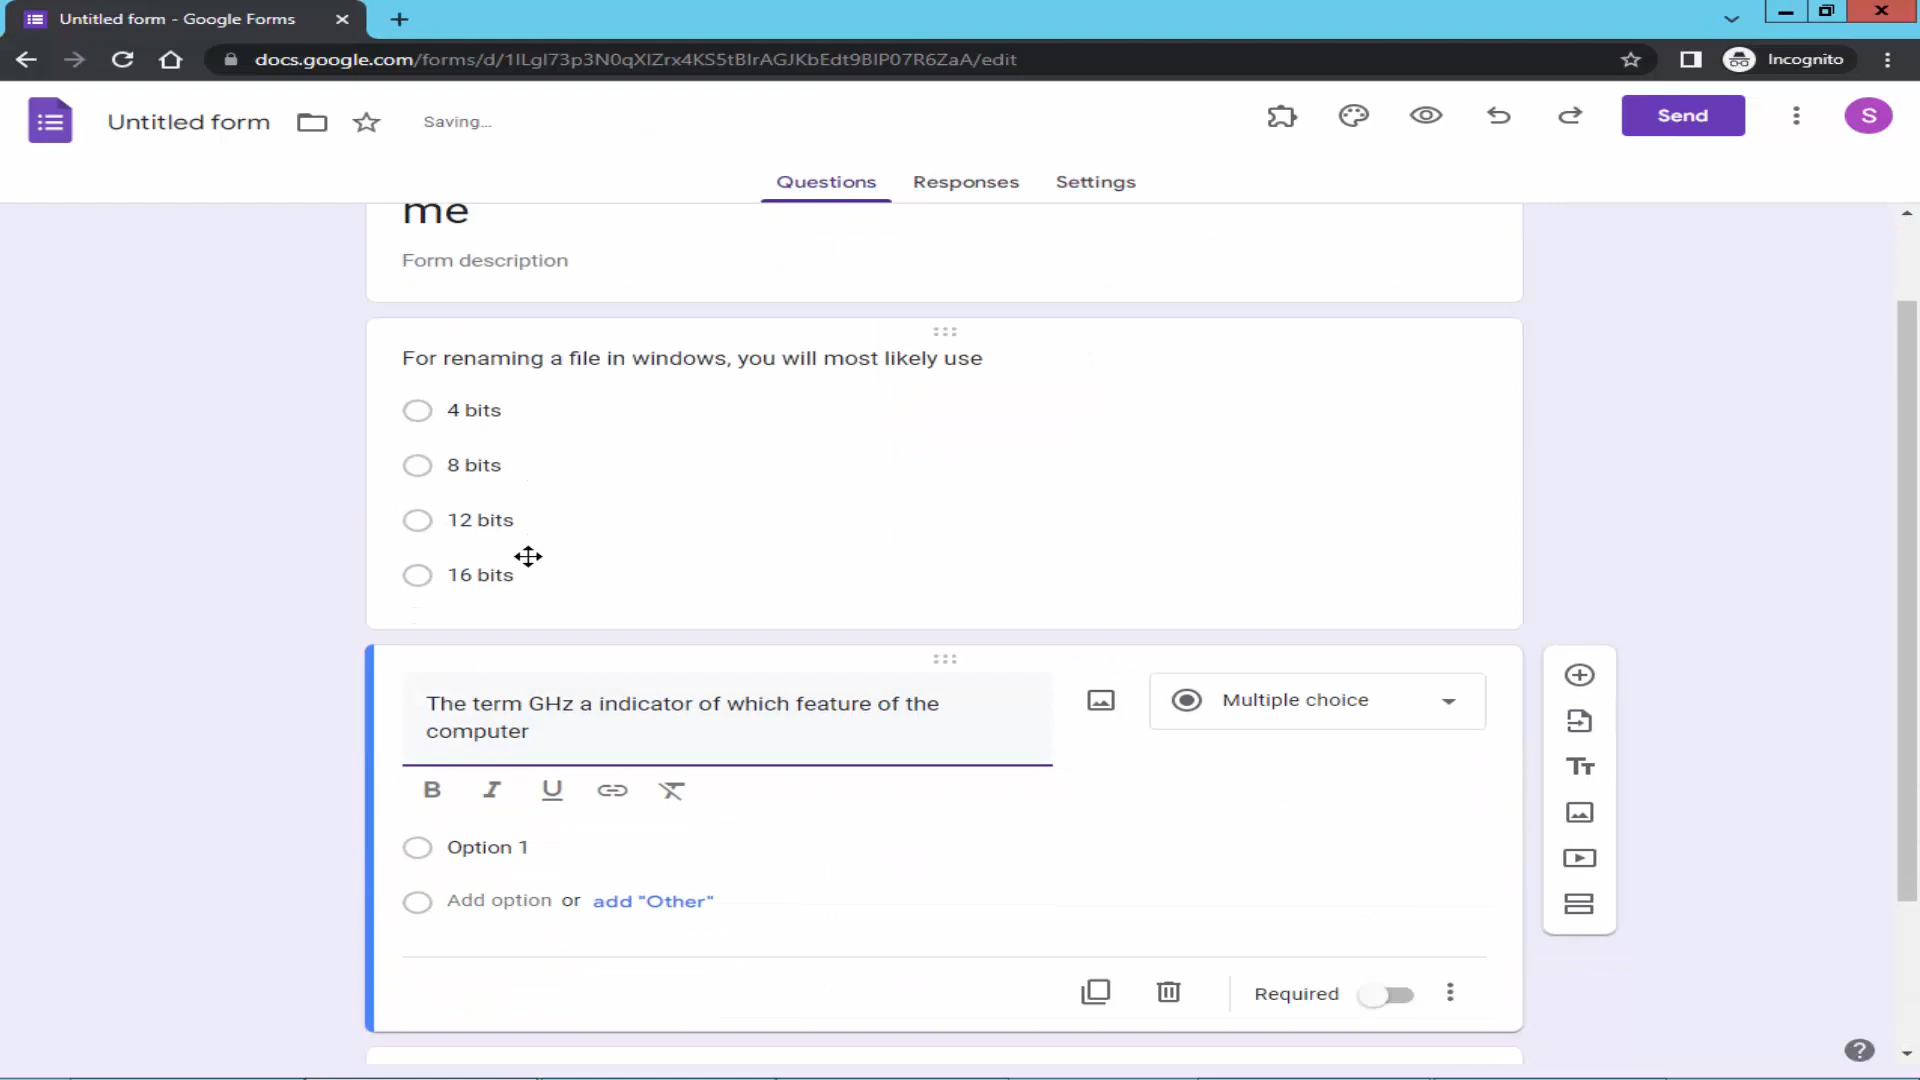 Untitled form - Google Forms
docs.google.com/forms/d/1lLgl73p3N0qXlZrx4KS5tBlrAGJKbEdt9BlP07R6ZaA/edit
Incognito
Untitled form
Saving...
Send
S
Questions
Responses
Settings
me
Form description
For renaming a file in windows, you will most likely use
4 bits
8 bits
12 bits
16 bits
The term GHz a indicator of which feature of the
computer
Multiple choice
B I U
Option 1
Add option or add "Other"
TT
Required